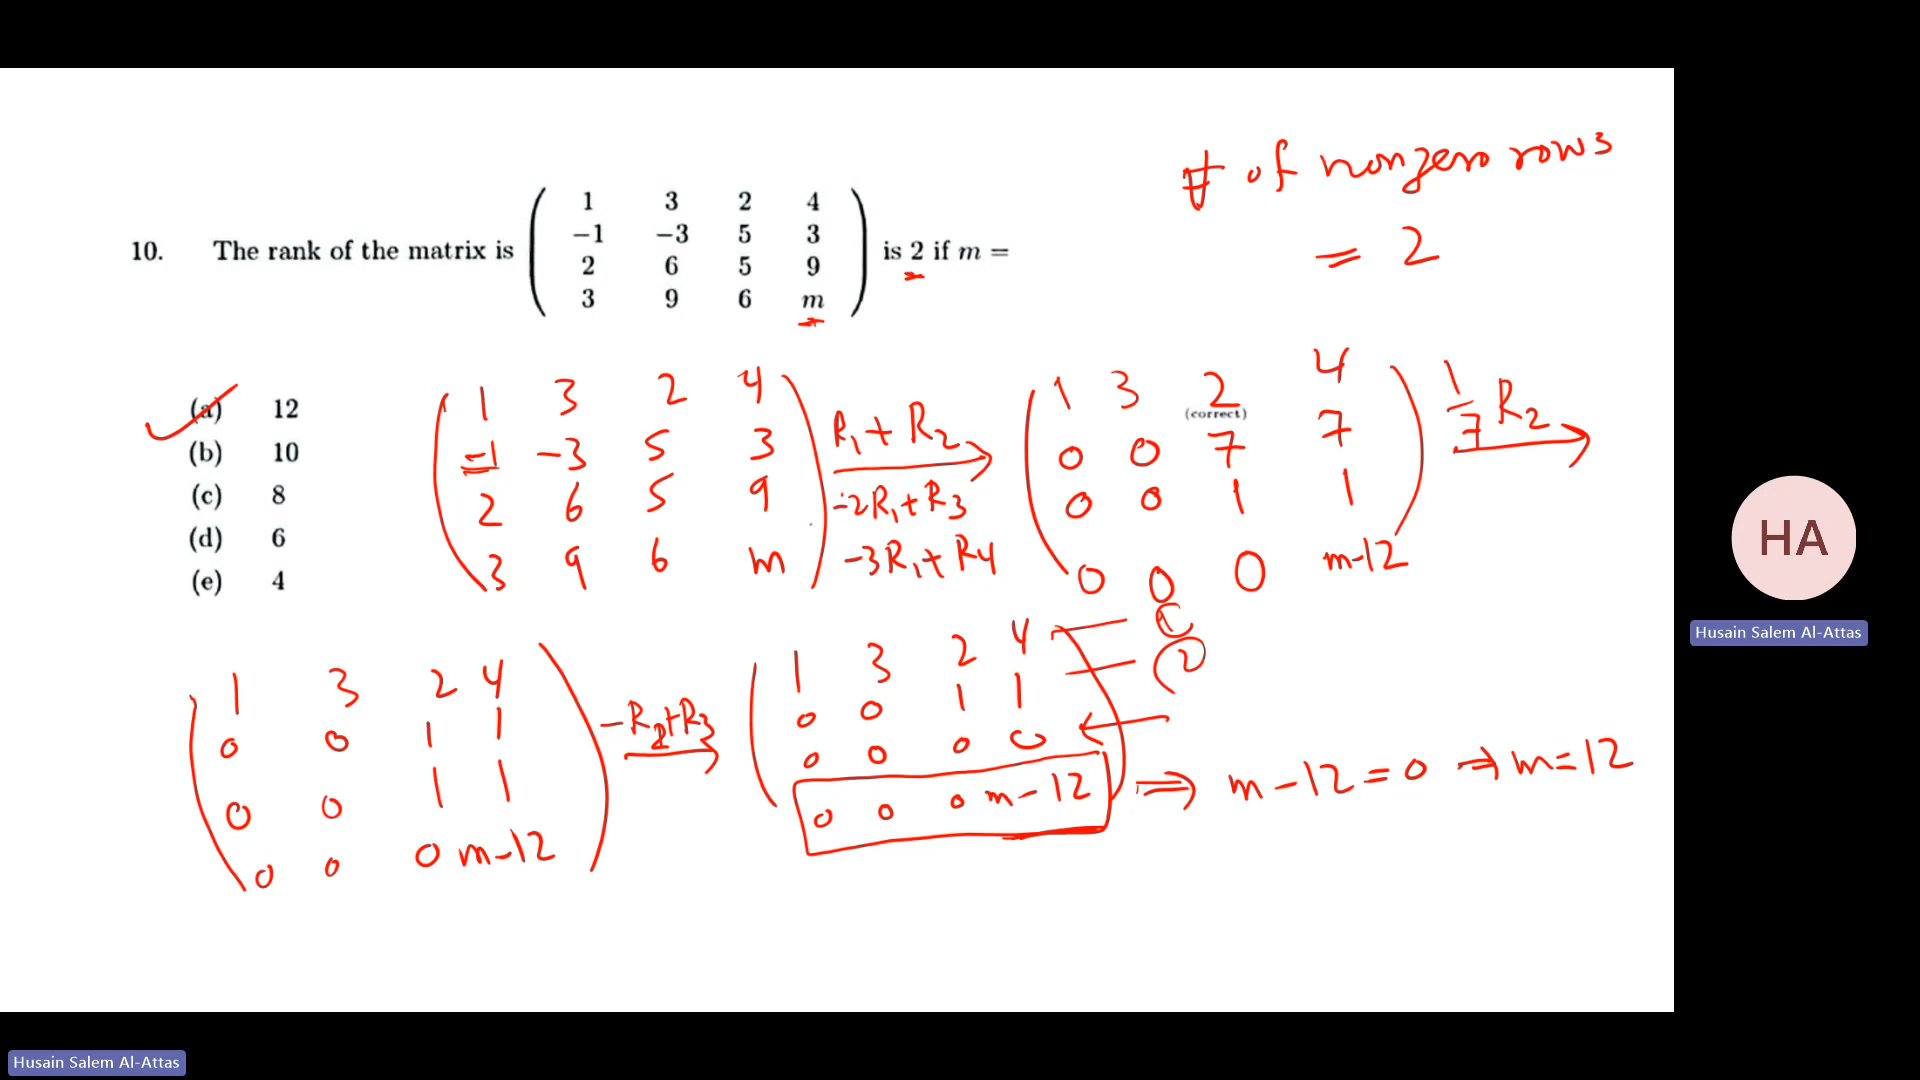 # of nonzero rows
= 2
10. The rank of the matrix is
1 3 2 4
−1 −3 5 3
2 6 5 9
3 9 6 m
is 2 if m =
(a) 12
(b) 10
(c) 8
(d) 6
(e) 4
(correct)
1 3 2 4
-1 -3 5 3
2 6 5 9
3 9 6 m
R1 + R2
-2R1 + R3
-3R1 + R4
1 3 2 4
0 0 7 7
0 0 1 1
0 0 0 m-12
1/7 R2
1 3 2 4
0 0 1 1
0 0 1 1
0 0 0 m-12
-R2+R3
1 3 2 4
0 0 1 1
0 0 0 0
0 0 0 m-12
1
2
⇒ m-12=0 ⇒ m=12
HA
Husain Salem Al-Attas
Husain Salem Al-Attas